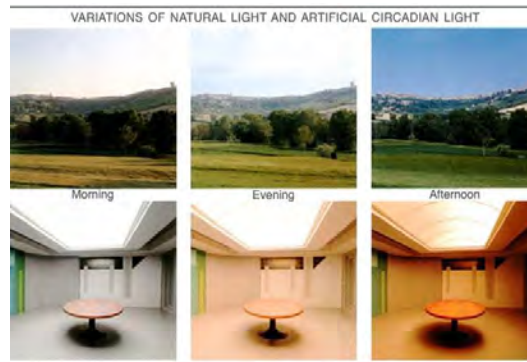 VARIATIONS OF NATURAL LIGHT AND ARTIFICIAL CIRCADIAN LIGHT
Morning
Evening
Afternoon